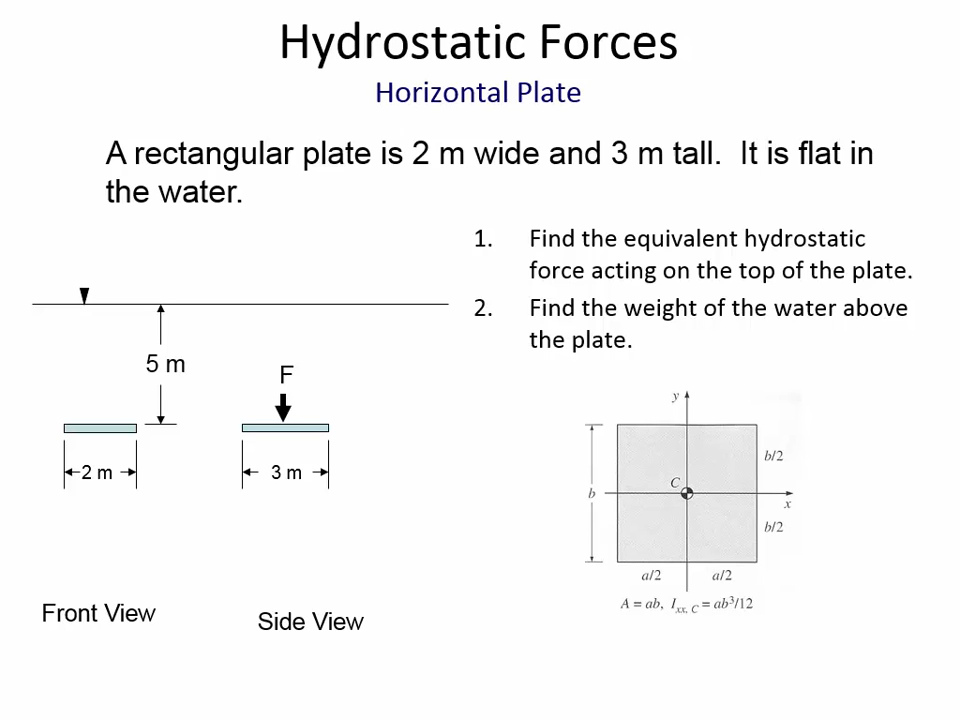 Hydrostatic Forces
Horizontal Plate
A rectangular plate is 2 m wide and 3 m tall.  It is flat in
the water.
1. Find the equivalent hydrostatic
force acting on the top of the plate.
2. Find the weight of the water above
the plate.
5 m
F
2 m
3 m
Front View
Side View
y
b/2
C
b
x
b/2
a/2
a/2
A = ab, I_xx, C = ab³/12